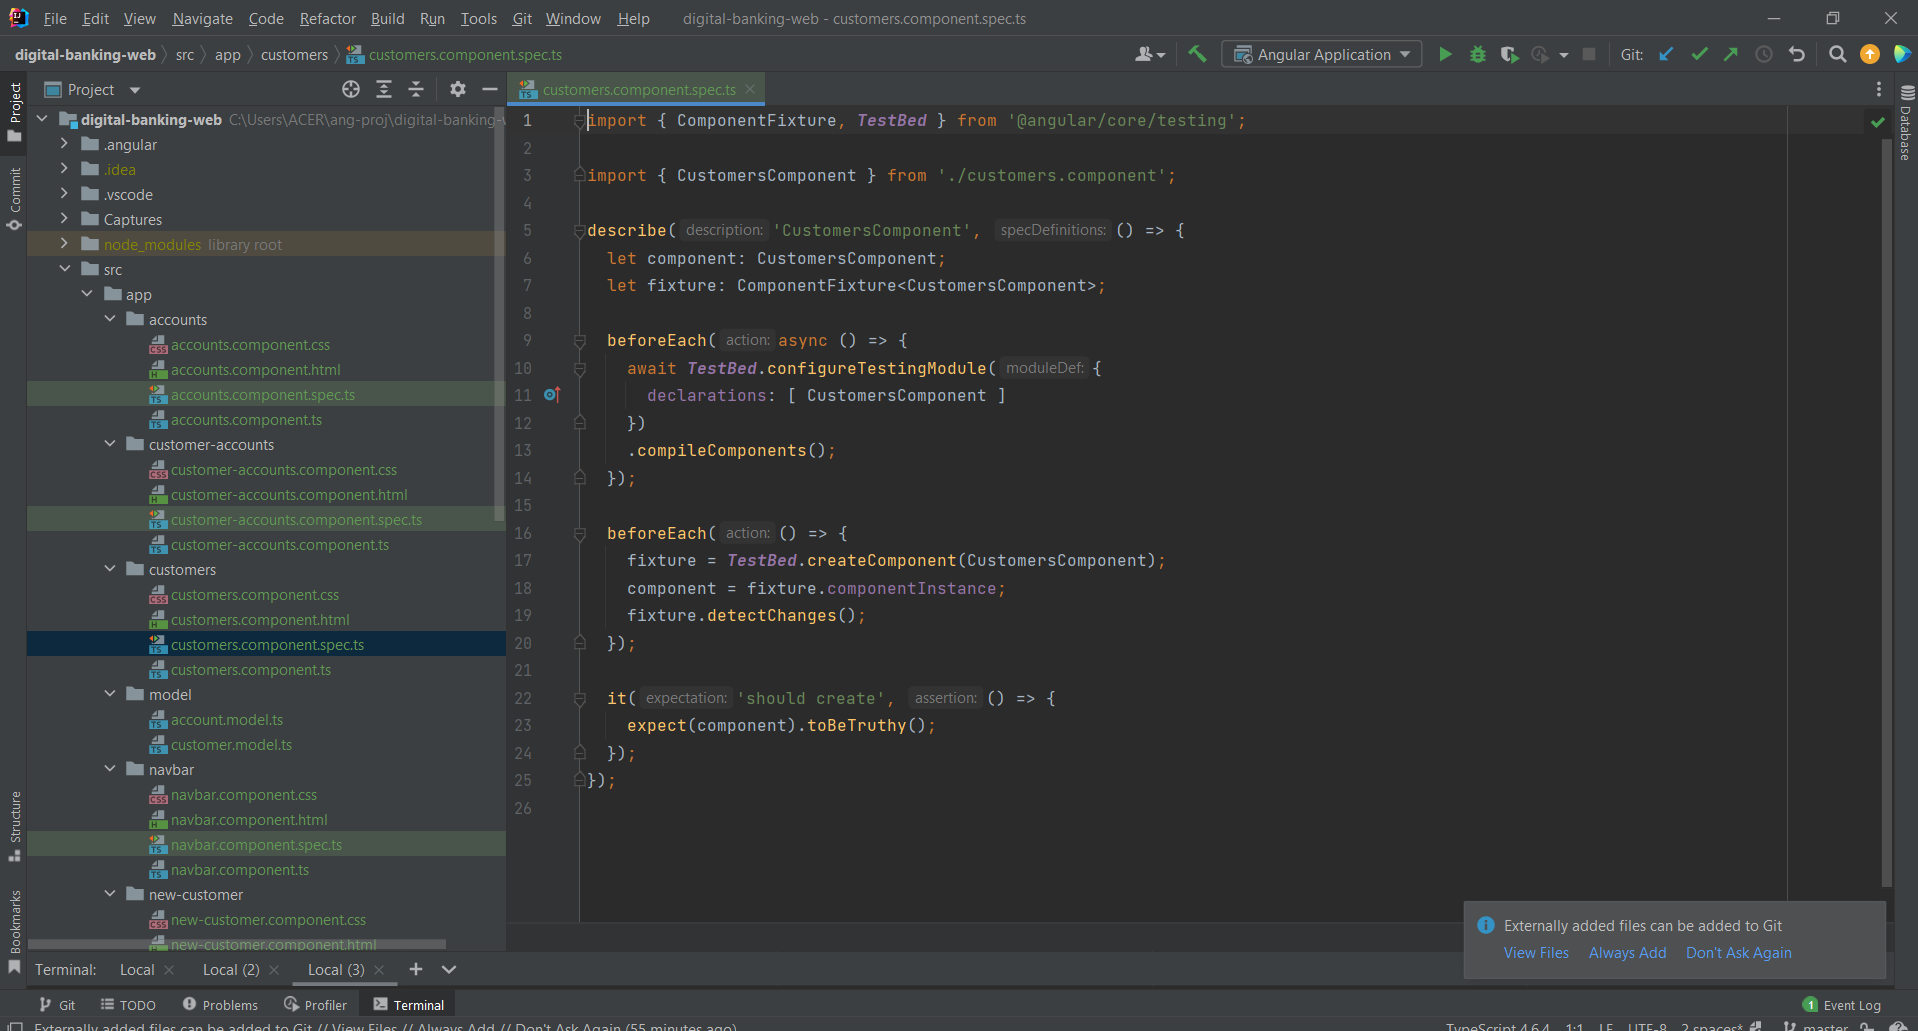 File Edit View Navigate Code Refactor Build Run Tools Git Window Help digital-banking-web - customers.component.spec.ts
digital-banking-web src app customers customers.component.spec.ts
Angular Application
Git:
Project
Commit
Structure
Bookmarks
Database
Project
digital-banking-web C:\Users\ACER\ang-proj\digital-banking-w
.angular
.idea
.vscode
Captures
node_modules library root
src
app
accounts
accounts.component.css
accounts.component.html
accounts.component.spec.ts
accounts.component.ts
customer-accounts
customer-accounts.component.css
customer-accounts.component.html
customer-accounts.component.spec.ts
customer-accounts.component.ts
customers
customers.component.css
customers.component.html
customers.component.spec.ts
customers.component.ts
model
account.model.ts
customer.model.ts
navbar
navbar.component.css
navbar.component.html
navbar.component.spec.ts
navbar.component.ts
new-customer
new-customer.component.css
new-customer.component.html
customers.component.spec.ts
1 import { ComponentFixture, TestBed } from '@angular/core/testing';
2
3 import { CustomersComponent } from './customers.component';
4
5 describe( description: 'CustomersComponent', specDefinitions: () => {
6 let component: CustomersComponent;
7 let fixture: ComponentFixture<CustomersComponent>;
8
9 beforeEach( action: async () => {
10 await TestBed.configureTestingModule( moduleDef: {
11 declarations: [ CustomersComponent ]
12 })
13 .compileComponents();
14 });
15
16 beforeEach( action: () => {
17 fixture = TestBed.createComponent(CustomersComponent);
18 component = fixture.componentInstance;
19 fixture.detectChanges();
20 });
21
22 it( expectation: 'should create', assertion: () => {
23 expect(component).toBeTruthy();
24 });
25 });
26
Externally added files can be added to Git
View Files Always Add Don't Ask Again
Terminal: Local Local (2) Local (3)
Git TODO Problems Profiler Terminal 1 Event Log
Externally added files can be added to Git // View Files // Always Add // Don't Ask Again (55 minutes ago) TypeScript 4.6.4 1:1 LF UTF-8 2 spaces* master